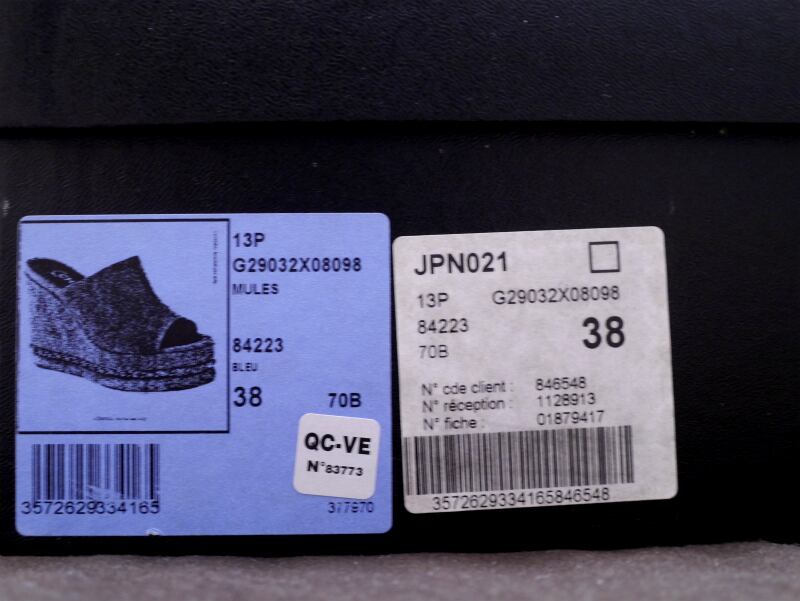 13P
G29032X08098
MULES
84223
BLEU
38 70B
QC-VE
N°83773
3572629334165
377970
JPN021
13P G29032X08098
84223 38
70B
N° cde client : 846548
N° réception : 1128913
N° fiche : 01879417
3572629334165846548